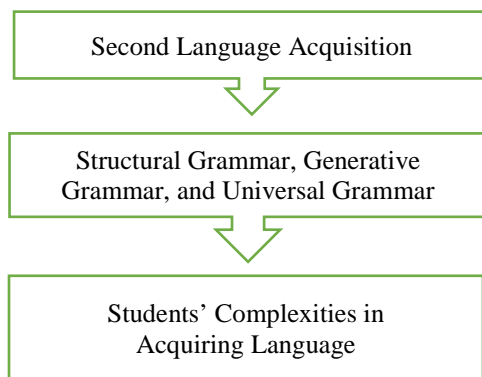 Second Language Acquisition
Structural Grammar, Generative
Grammar, and Universal Grammar
Students’ Complexities in
Acquiring Language